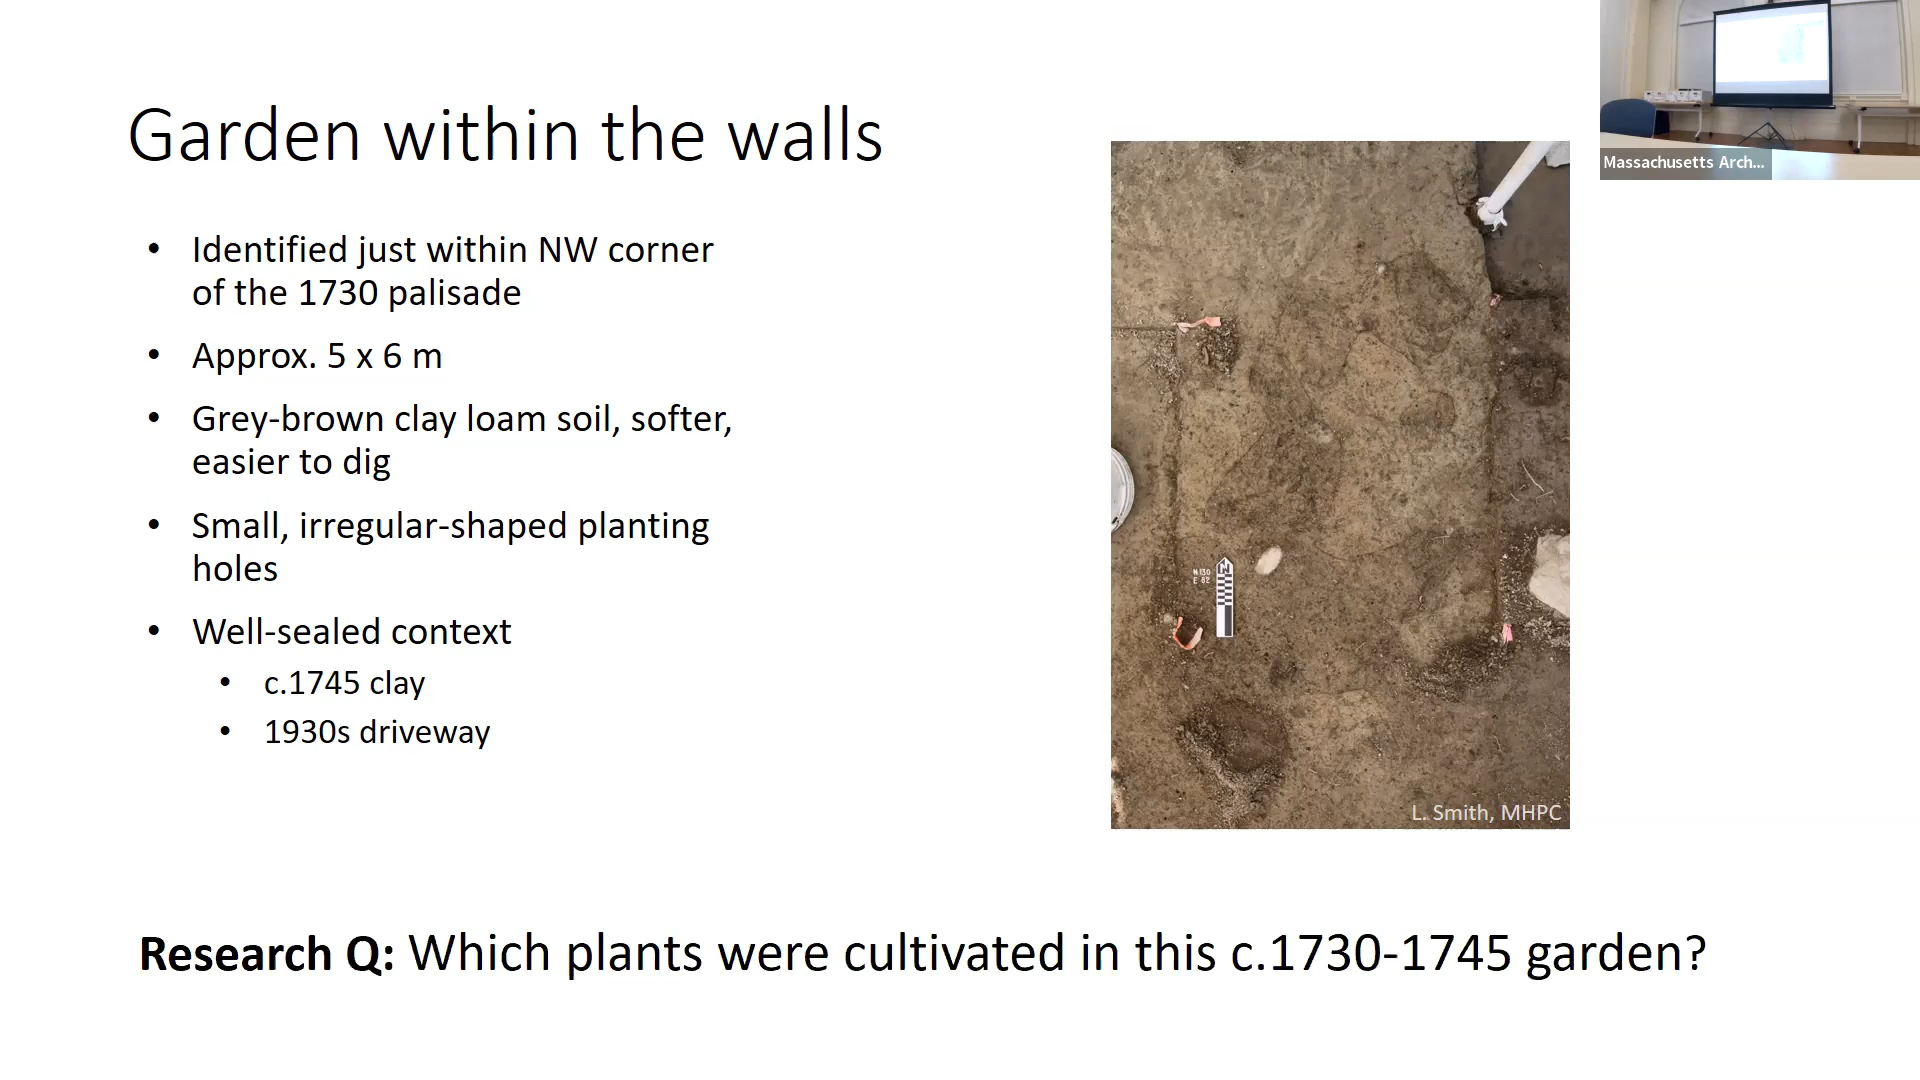 Garden within the walls
• Identified just within NW corner
of the 1730 palisade
• Approx. 5 x 6 m
• Grey-brown clay loam soil, softer,
easier to dig
• Small, irregular-shaped planting
holes
• Well-sealed context
• c.1745 clay
• 1930s driveway
N130
E 82
N
L. Smith, MHPC
Research Q: Which plants were cultivated in this c.1730-1745 garden?
Massachusetts Arch...